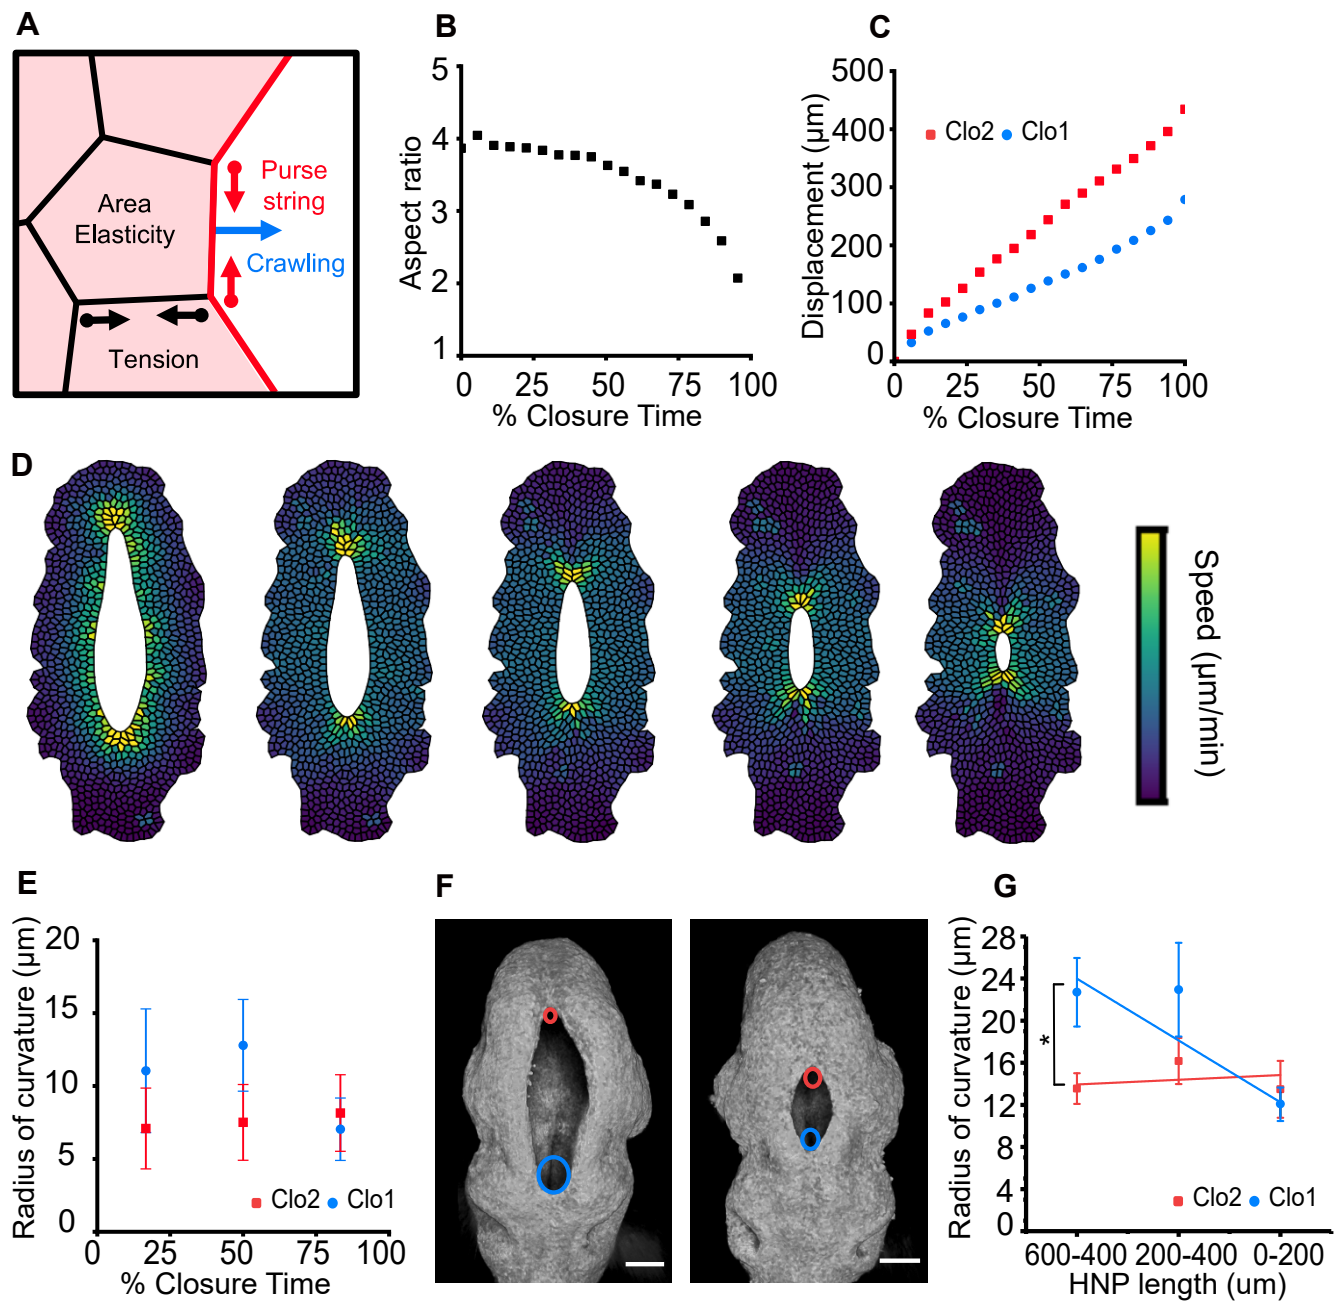 A
Purse
string
Area
Elasticity
Crawling
Tension
B
Aspect ratio
5
4
3
2
1
0
25
50
75
100
% Closure Time
C
Displacement (µm)
500
400
300
200
100
0
Clo2
Clo1
0
25
50
75
100
% Closure Time
D
Speed (µm/min)
E
Radius of curvature (µm)
20
15
10
5
0
Clo2
Clo1
0
25
50
75
100
% Closure Time
F
G
Radius of curvature (µm)
28
24
20
16
12
8
4
0
*
Clo2
Clo1
600-400
200-400
0-200
HNP length (um)